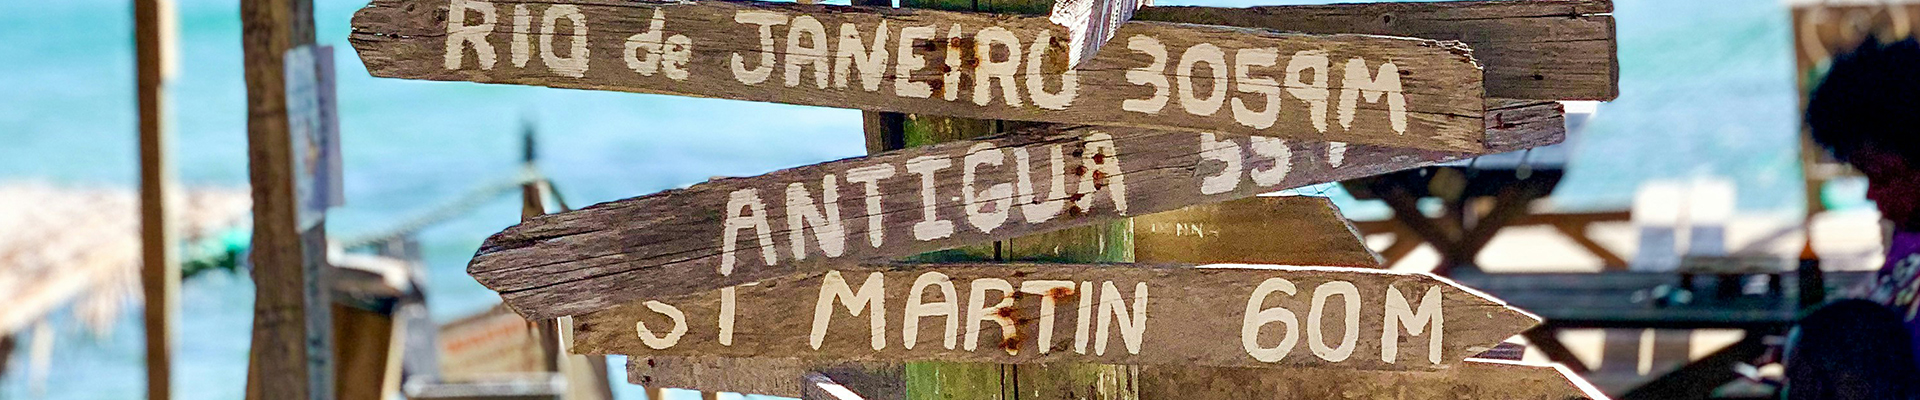 RIO de JANEIRO 3059M
ANTIGUA
ST MARTIN 60M